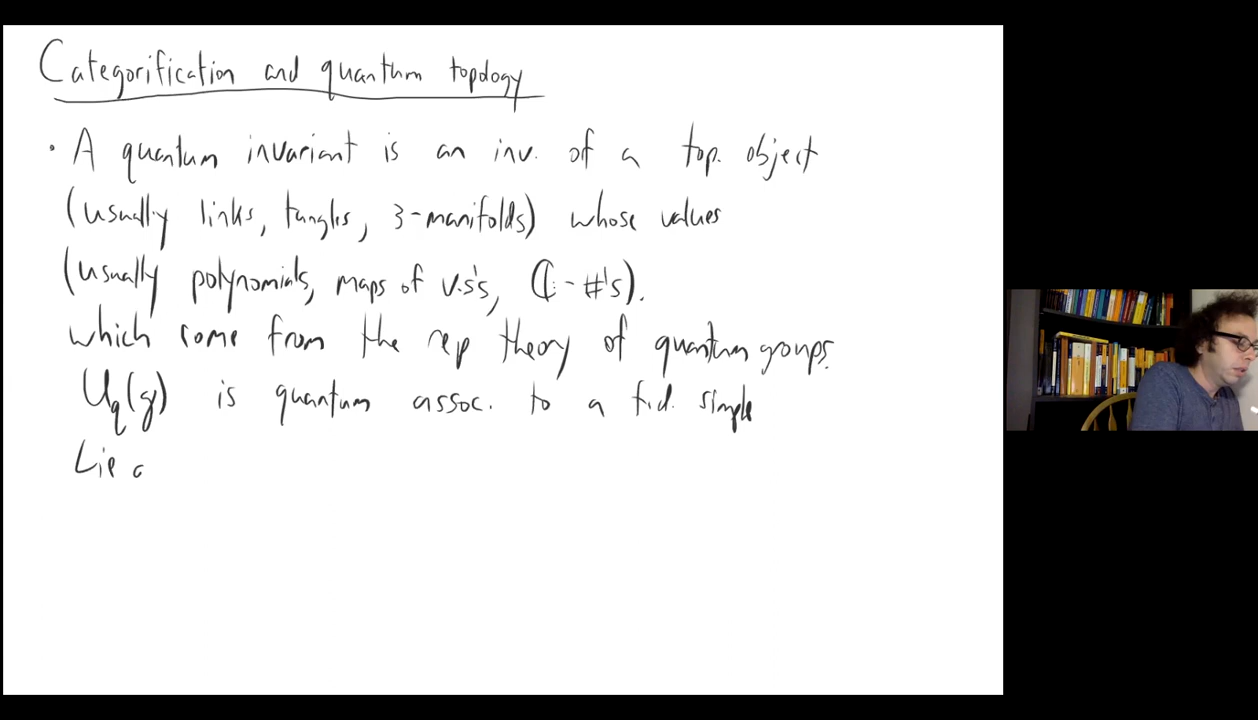 Categorification and quantum topology
· A quantum invariant is an inv. of a top. object
(usually links, tangles, 3-manifolds) whose values
(usually polynomials, maps of v.s's, ℂ-#'s).
which come from the rep theory of quantum groups.
U_q(g) is quantum assoc. to a f.d. simple
Lie a